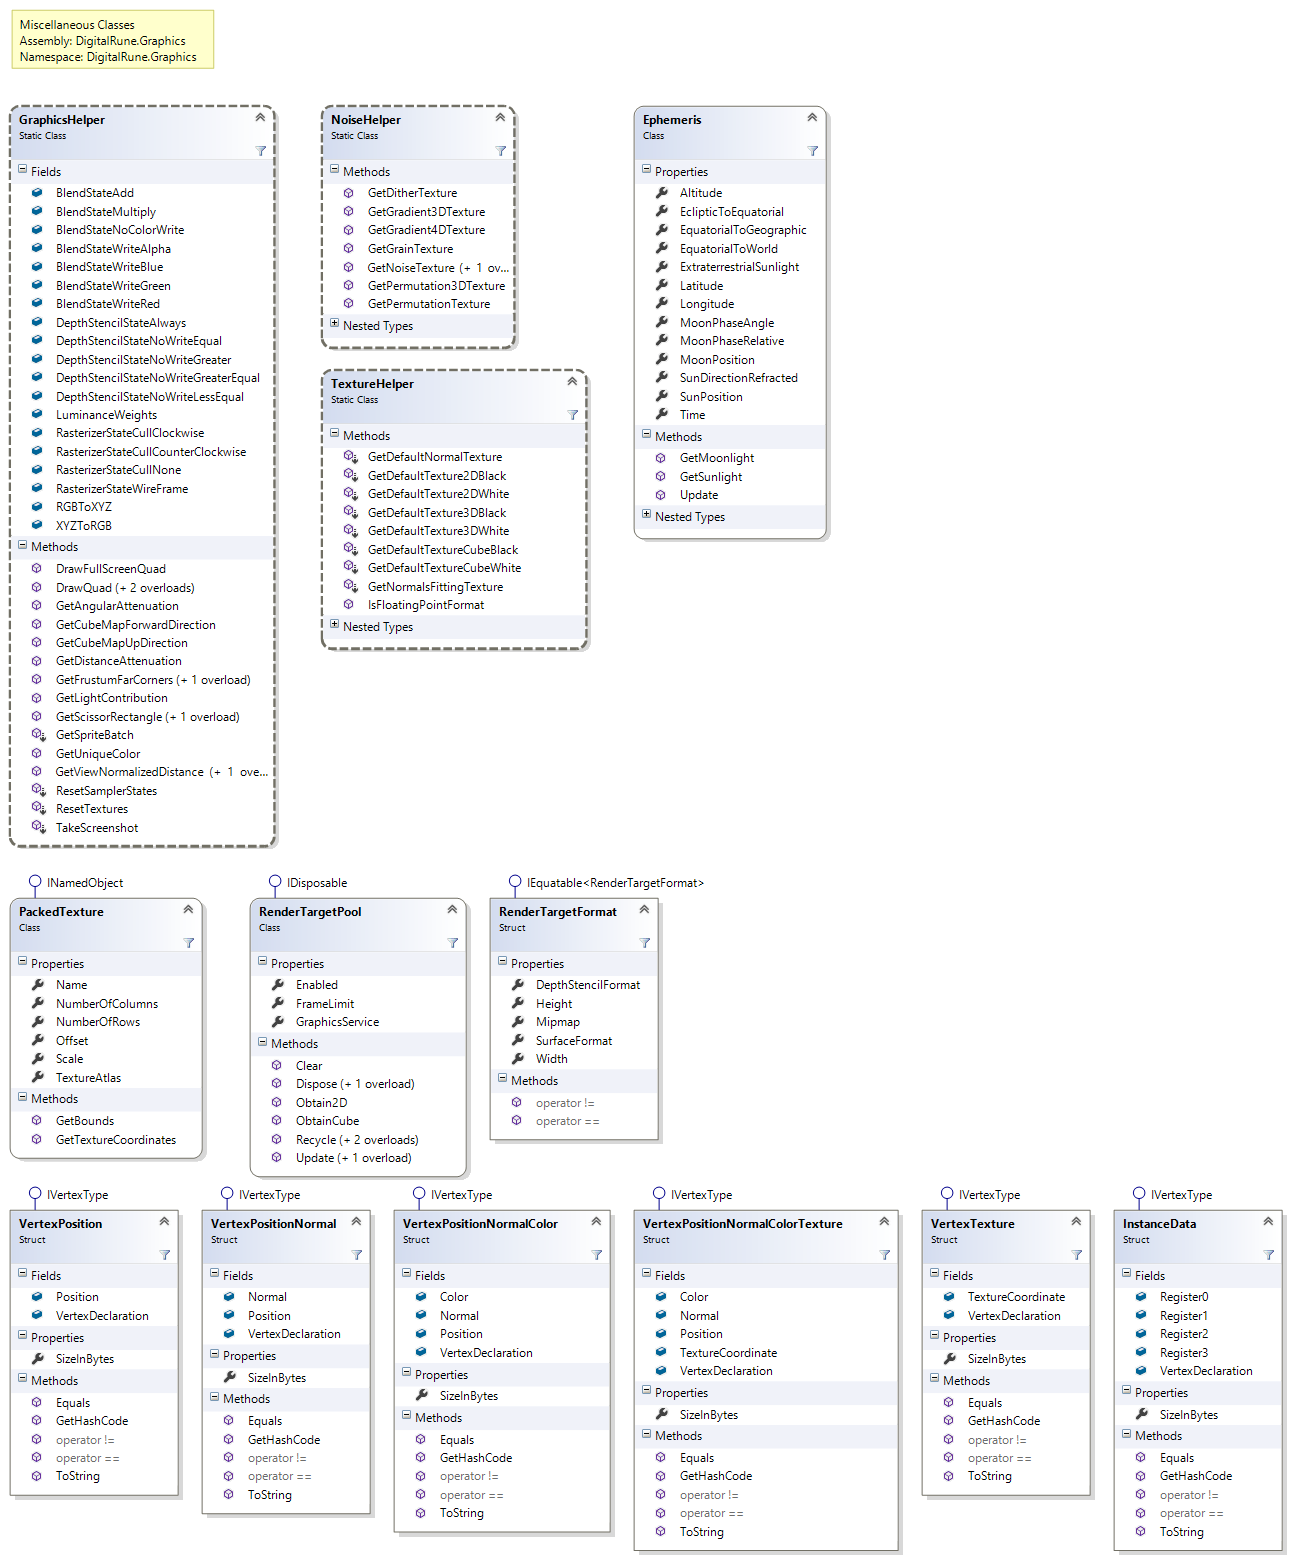 Miscellaneous Classes
Assembly: DigitalRune.Graphics
Namespace: DigitalRune.Graphics
GraphicsHelper
Static Class
Fields
BlendStateAdd
BlendStateMultiply
BlendStateNoColorWrite
BlendStateWriteAlpha
BlendStateWriteBlue
BlendStateWriteGreen
BlendStateWriteRed
DepthStencilStateAlways
DepthStencilStateNoWriteEqual
DepthStencilStateNoWriteGreater
DepthStencilStateNoWriteGreaterEqual
DepthStencilStateNoWriteLessEqual
LuminanceWeights
RasterizerStateCullClockwise
RasterizerStateCullCounterClockwise
RasterizerStateCullNone
RasterizerStateWireFrame
RGBToXYZ
XYZToRGB
Methods
DrawFullScreenQuad
DrawQuad (+ 2 overloads)
GetAngularAttenuation
GetCubeMapForwardDirection
GetCubeMapUpDirection
GetDistanceAttenuation
GetFrustumFarCorners (+ 1 overload)
GetLightContribution
GetScissorRectangle (+ 1 overload)
GetSpriteBatch
GetUniqueColor
GetViewNormalizedDistance (+ 1 ove...
ResetSamplerStates
ResetTextures
TakeScreenshot
NoiseHelper
Static Class
Methods
GetDitherTexture
GetGradient3DTexture
GetGradient4DTexture
GetGrainTexture
GetNoiseTexture (+ 1 ov...
GetPermutation3DTexture
GetPermutationTexture
Nested Types
TextureHelper
Static Class
Methods
GetDefaultNormalTexture
GetDefaultTexture2DBlack
GetDefaultTexture2DWhite
GetDefaultTexture3DBlack
GetDefaultTexture3DWhite
GetDefaultTextureCubeBlack
GetDefaultTextureCubeWhite
GetNormalsFittingTexture
IsFloatingPointFormat
Nested Types
Ephemeris
Class
Properties
Altitude
EclipticToEquatorial
EquatorialToGeographic
EquatorialToWorld
ExtraterrestrialSunlight
Latitude
Longitude
MoonPhaseAngle
MoonPhaseRelative
MoonPosition
SunDirectionRefracted
SunPosition
Time
Methods
GetMoonlight
GetSunlight
Update
Nested Types
INamedObject
PackedTexture
Class
Properties
Name
NumberOfColumns
NumberOfRows
Offset
Scale
TextureAtlas
Methods
GetBounds
GetTextureCoordinates
IDisposable
RenderTargetPool
Class
Properties
Enabled
FrameLimit
GraphicsService
Methods
Clear
Dispose (+ 1 overload)
Obtain2D
ObtainCube
Recycle (+ 2 overloads)
Update (+ 1 overload)
IEquatable<RenderTargetFormat>
RenderTargetFormat
Struct
Properties
DepthStencilFormat
Height
Mipmap
SurfaceFormat
Width
Methods
operator !=
operator ==
IVertexType
VertexPosition
Struct
Fields
Position
VertexDeclaration
Properties
SizeInBytes
Methods
Equals
GetHashCode
operator !=
operator ==
ToString
IVertexType
VertexPositionNormal
Struct
Fields
Normal
Position
VertexDeclaration
Properties
SizeInBytes
Methods
Equals
GetHashCode
operator !=
operator ==
ToString
IVertexType
VertexPositionNormalColor
Struct
Fields
Color
Normal
Position
VertexDeclaration
Properties
SizeInBytes
Methods
Equals
GetHashCode
operator !=
operator ==
ToString
IVertexType
VertexPositionNormalColorTexture
Struct
Fields
Color
Normal
Position
TextureCoordinate
VertexDeclaration
Properties
SizeInBytes
Methods
Equals
GetHashCode
operator !=
operator ==
ToString
IVertexType
VertexTexture
Struct
Fields
TextureCoordinate
VertexDeclaration
Properties
SizeInBytes
Methods
Equals
GetHashCode
operator !=
operator ==
ToString
IVertexType
InstanceData
Struct
Fields
Register0
Register1
Register2
Register3
VertexDeclaration
Properties
SizeInBytes
Methods
Equals
GetHashCode
operator !=
operator ==
ToString